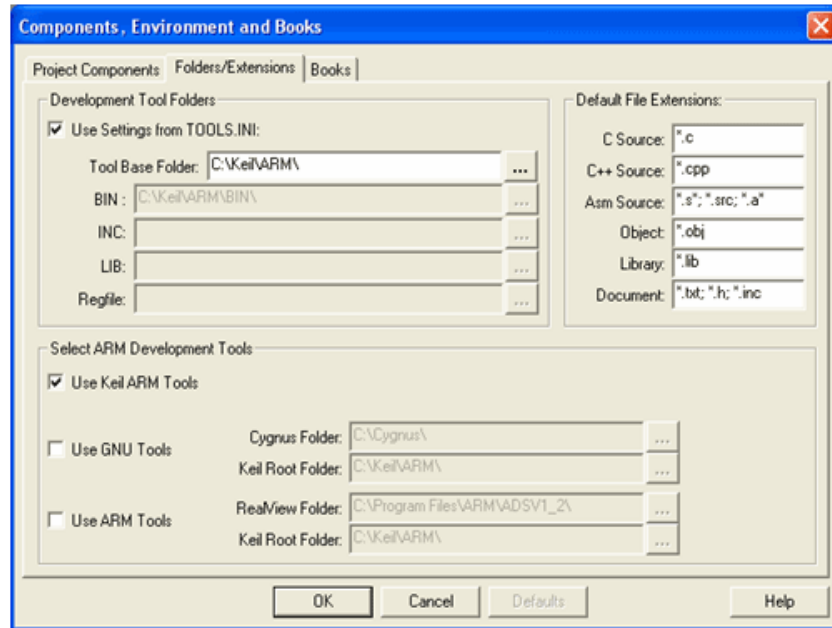 Components, Environment and Books
Project Components Folders/Extensions Books
Development Tool Folders
Use Settings from TOOLS.INI:
Tool Base Folder: C:\Keil\ARM\ ...
BIN : C:\Keil\ARM\BIN\ ...
INC: ...
LIB: ...
Regfile: ...
Default File Extensions:
C Source: *.c
C++ Source: *.cpp
Asm Source: *.s*; *.src; *.a*
Object: *.obj
Library: *.lib
Document: *.txt; *.h; *.inc
Select ARM Development Tools
Use Keil ARM Tools
Use GNU Tools
Cygnus Folder: C:\Cygnus\ ...
Keil Root Folder: C:\Keil\ARM\ ...
Use ARM Tools
RealView Folder: C:\Program Files\ARM\ADSV1_2\ ...
Keil Root Folder: C:\Keil\ARM\ ...
OK Cancel Defaults Help